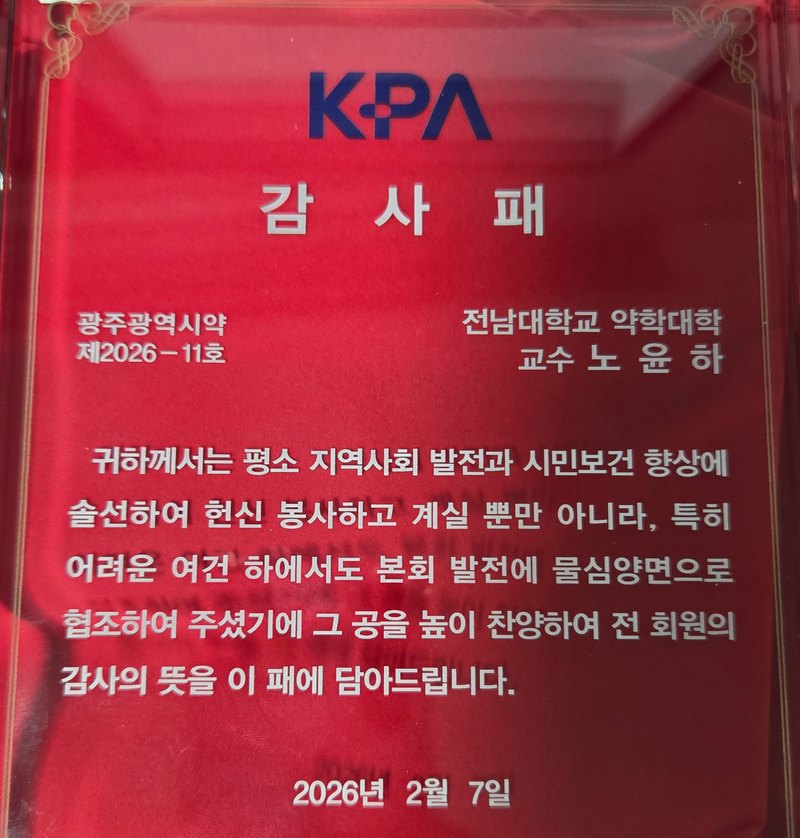 KPA
감 사 패
광주광역시약
제2026-11호
전남대학교 약학대학
교수 노 윤 하
귀하께서는 평소 지역사회 발전과 시민보건 향상에
솔선하여 헌신 봉사하고 계실 뿐만 아니라, 특히
어려운 여건 하에서도 본회 발전에 물심양면으로
협조하여 주셨기에 그 공을 높이 찬양하여 전 회원의
감사의 뜻을 이 패에 담아드립니다.
2026년 2월 7일